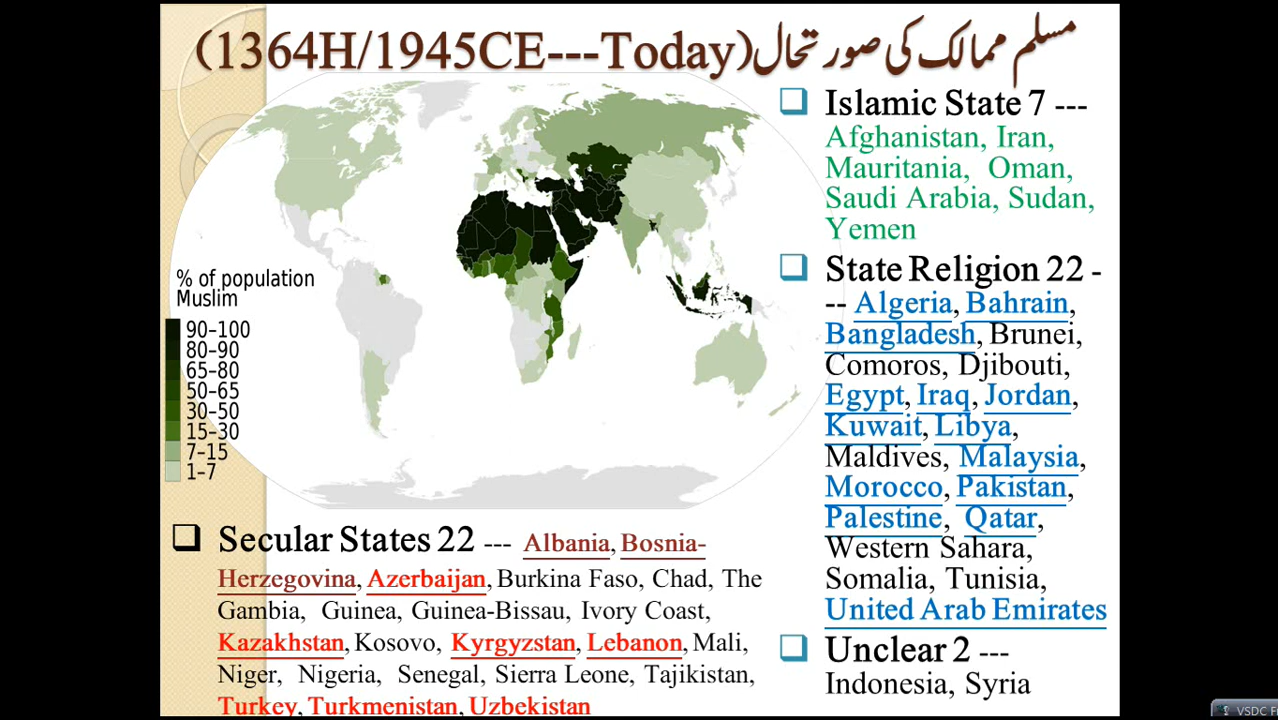 مسلم ممالک کی صورتحال(1364H/1945CE---Today)
Islamic State 7 ---
Afghanistan, Iran,
Mauritania, Oman,
Saudi Arabia, Sudan,
Yemen
State Religion 22 -
-- Algeria, Bahrain,
Bangladesh, Brunei,
Comoros, Djibouti,
Egypt, Iraq, Jordan,
Kuwait, Libya,
Maldives, Malaysia,
Morocco, Pakistan,
Palestine, Qatar,
Western Sahara,
Somalia, Tunisia,
United Arab Emirates
Unclear 2 ---
Indonesia, Syria
% of population
Muslim
90–100
80–90
65–80
50–65
30–50
15–30
7–15
1–7
Secular States 22 --- Albania, Bosnia-
Herzegovina, Azerbaijan, Burkina Faso, Chad, The
Gambia, Guinea, Guinea-Bissau, Ivory Coast,
Kazakhstan, Kosovo, Kyrgyzstan, Lebanon, Mali,
Niger, Nigeria, Senegal, Sierra Leone, Tajikistan,
Turkey, Turkmenistan, Uzbekistan
VSDC F